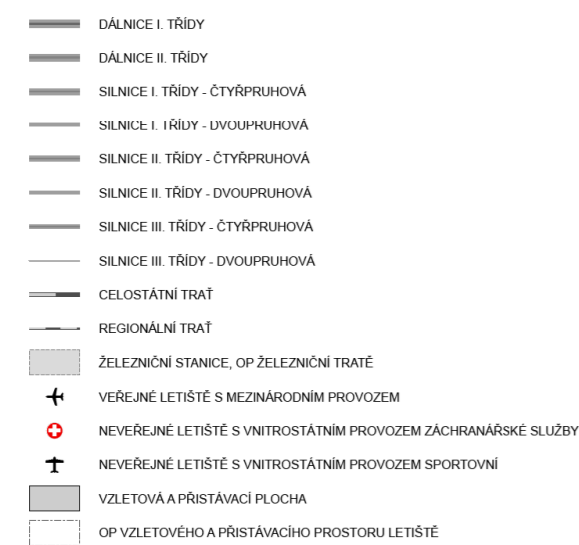 DÁLNICE I. TŘÍDY
DÁLNICE II. TŘÍDY
SILNICE I. TŘÍDY - ČTYŘPRUHOVÁ
SILNICE I. TŘÍDY - DVOUPRUHOVÁ
SILNICE II. TŘÍDY - ČTYŘPRUHOVÁ
SILNICE II. TŘÍDY - DVOUPRUHOVÁ
SILNICE III. TŘÍDY - ČTYŘPRUHOVÁ
SILNICE III. TŘÍDY - DVOUPRUHOVÁ
CELOSTÁTNÍ TRAŤ
REGIONÁLNÍ TRAŤ
ŽELEZNIČNÍ STANICE, OP ŽELEZNIČNÍ TRATĚ
VEŘEJNÉ LETIŠTĚ S MEZINÁRODNÍM PROVOZEM
NEVEŘEJNÉ LETIŠTĚ S VNITROSTÁTNÍM PROVOZEM ZÁCHRANÁŘSKÉ SLUŽBY
NEVEŘEJNÉ LETIŠTĚ S VNITROSTÁTNÍM PROVOZEM SPORTOVNÍ
VZLETOVÁ A PŘISTÁVACÍ PLOCHA
OP VZLETOVÉHO A PŘISTÁVACÍHO PROSTORU LETIŠTĚ